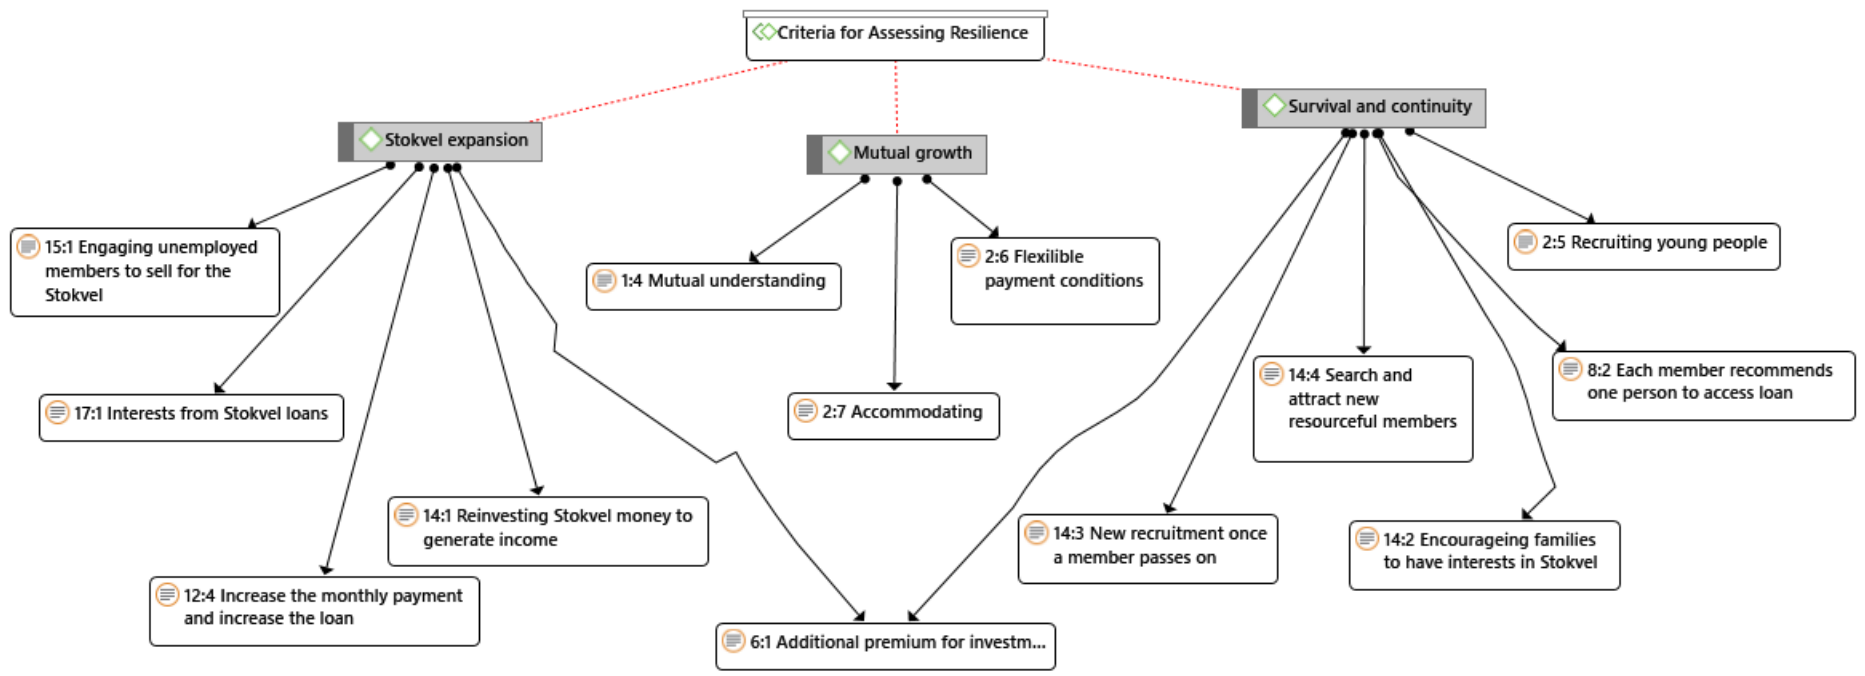 Criteria for Assessing Resilience
Stokvel expansion
Mutual growth
Survival and continuity
15:1 Engaging unemployed
members to sell for the
Stokvel
1:4 Mutual understanding
2:6 Flexilible
payment conditions
2:5 Recruiting young people
17:1 Interests from Stokvel loans
2:7 Accommodating
14:4 Search and
attract new
resourceful members
8:2 Each member recommends
one person to access loan
14:1 Reinvesting Stokvel money to
generate income
14:3 New recruitment once
a member passes on
14:2 Encourageing families
to have interests in Stokvel
12:4 Increase the monthly payment
and increase the loan
6:1 Additional premium for investm...